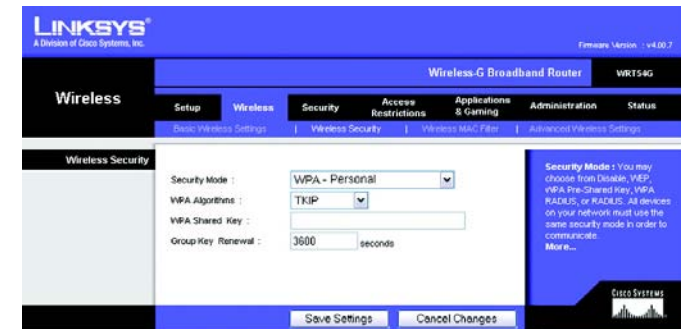 LINKSYS®
A Division of Cisco Systems, Inc.
Firmware Version : v4.00.7
Wireless-G Broadband Router WRT54G
Wireless
Setup Wireless Security Access Restrictions Applications & Gaming Administration Status
Basic Wireless Settings | Wireless Security | Wireless MAC Filter | Advanced Wireless Settings
Wireless Security
Security Mode : WPA - Personal
WPA Algorithms : TKIP
WPA Shared Key :
Group Key Renewal : 3600 seconds
Security Mode : You may
choose from Disable, WEP,
WPA Pre-Shared Key, WPA
RADIUS, or RADIUS. All devices
on your network must use the
same security mode in order to
communicate.
More...
CISCO SYSTEMS
Save Settings Cancel Changes